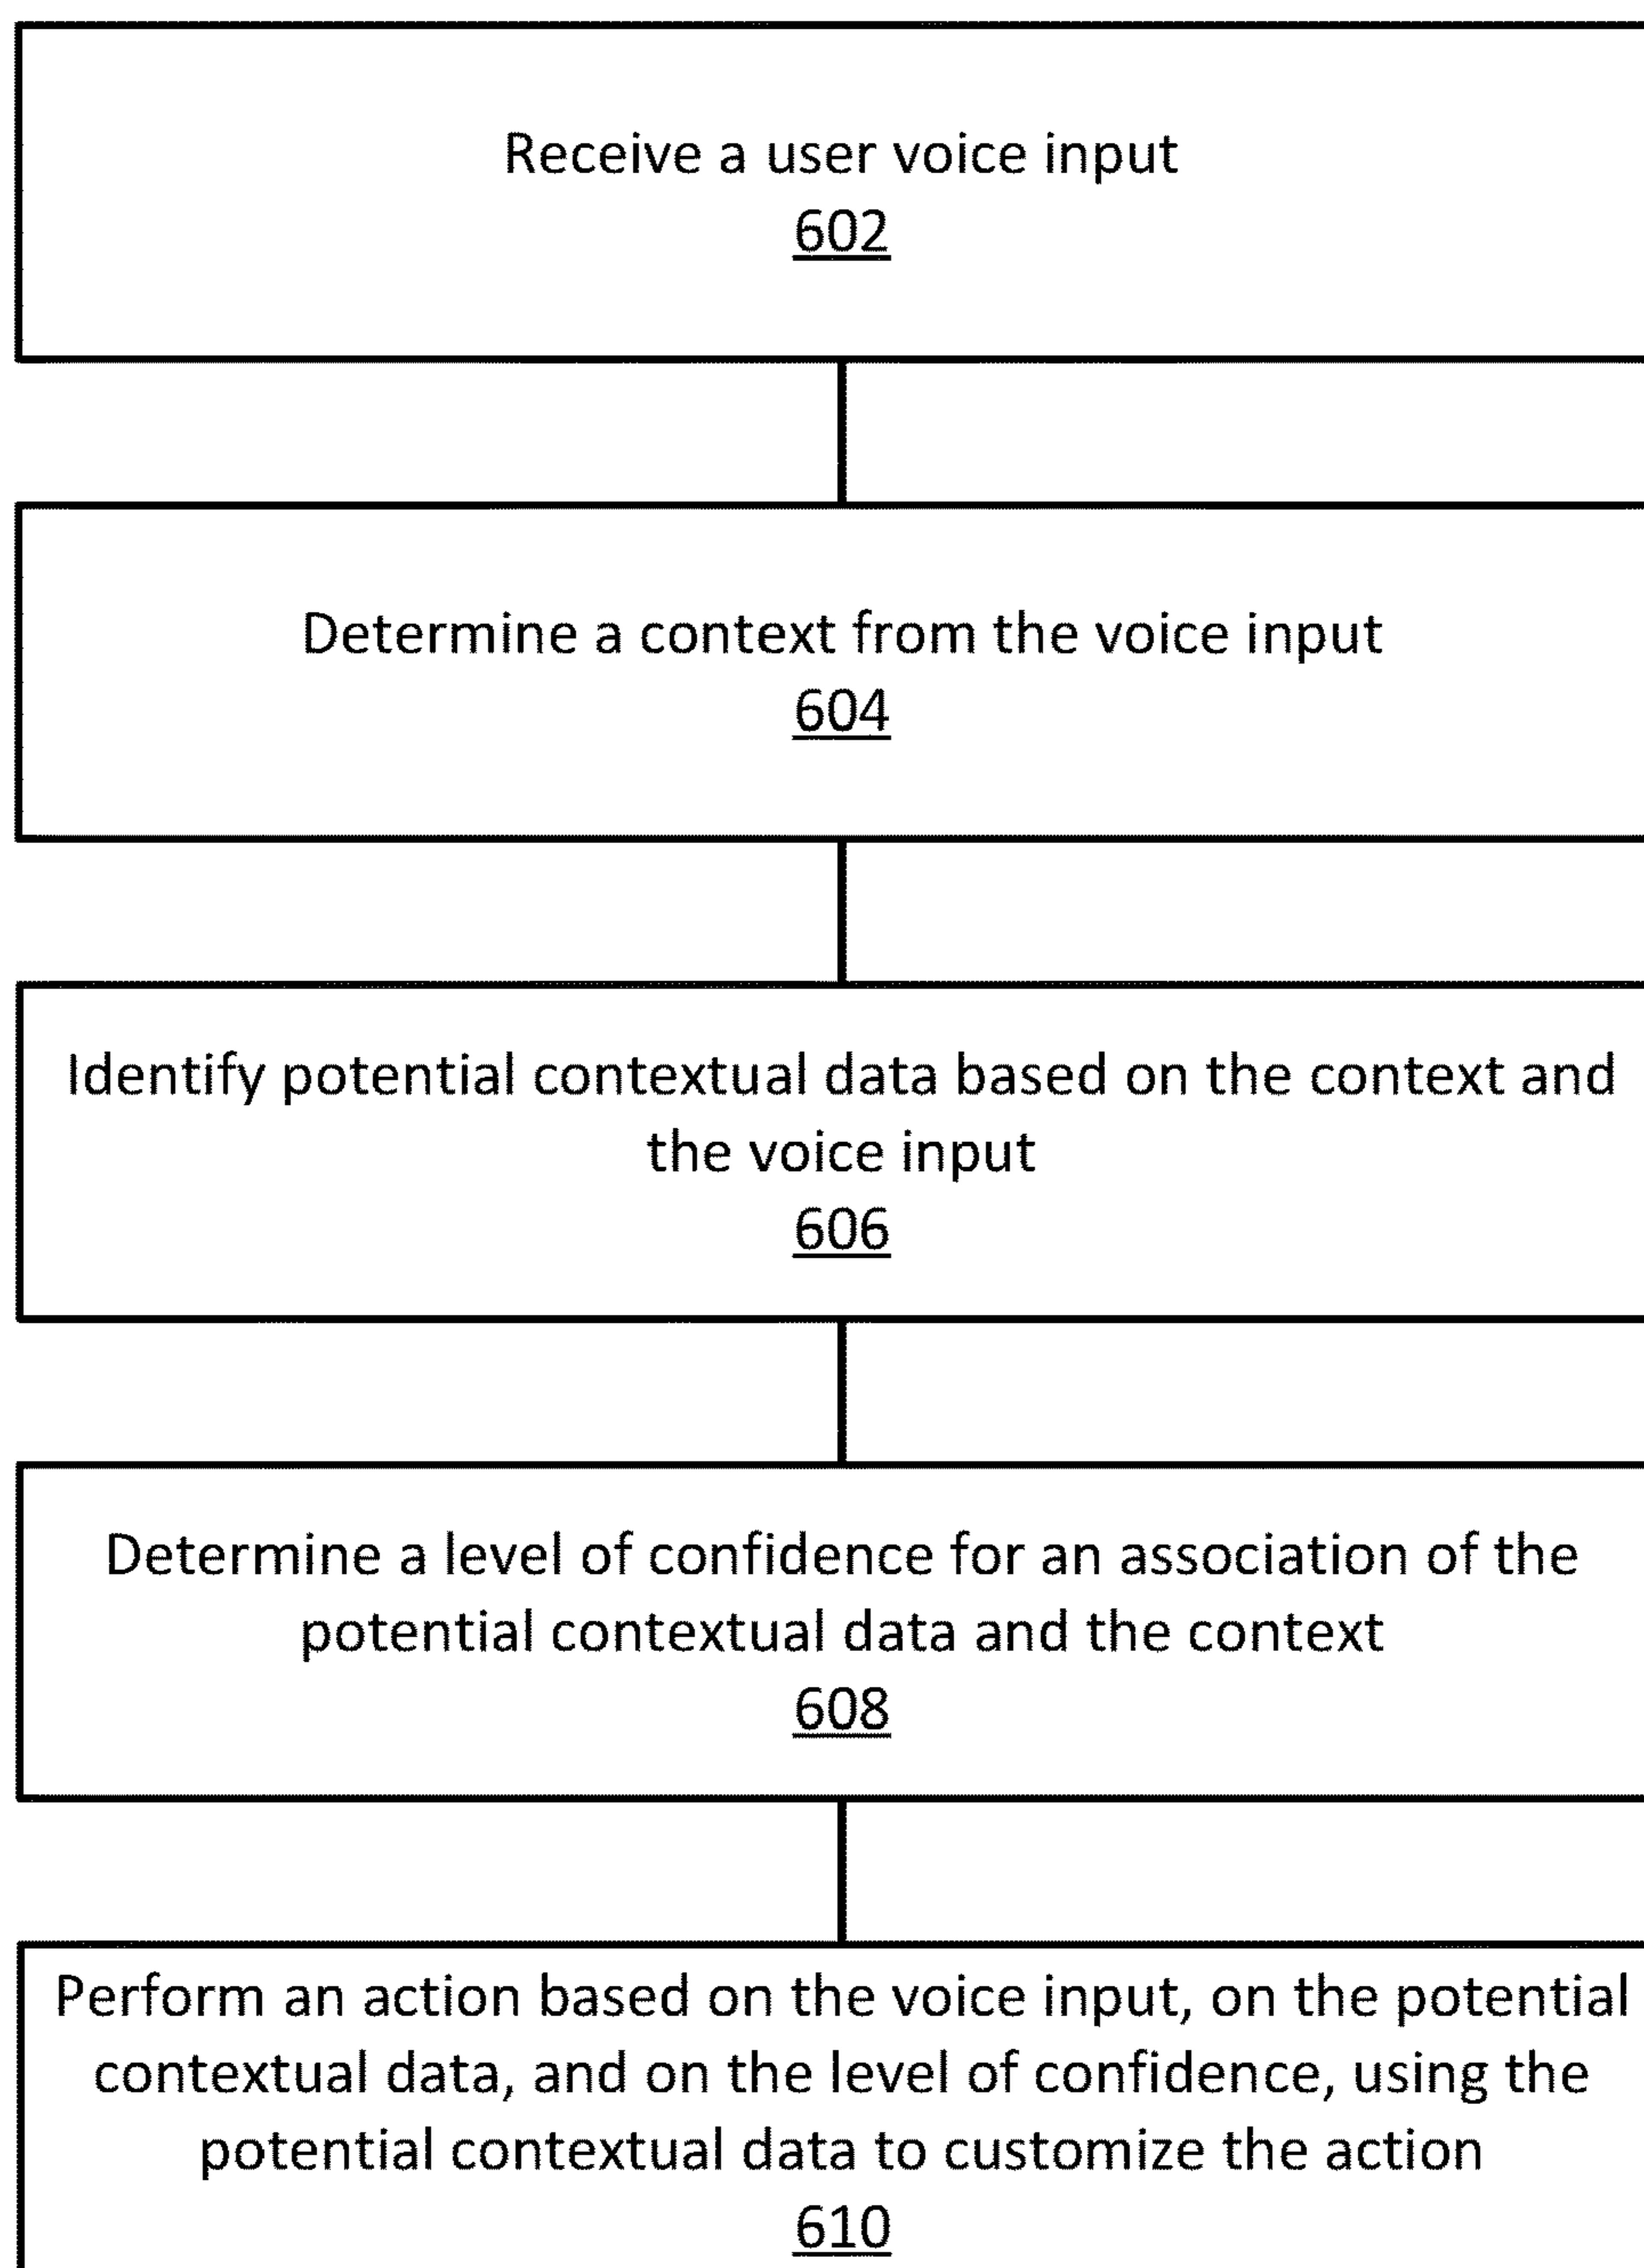 Receive a user voice input
602
Determine a context from the voice input
604
Identify potential contextual data based on the context and
the voice input
606
Determine a level of confidence for an association of the
potential contextual data and the context
608
Perform an action based on the voice input, on the potential
contextual data, and on the level of confidence, using the
potential contextual data to customize the action
610